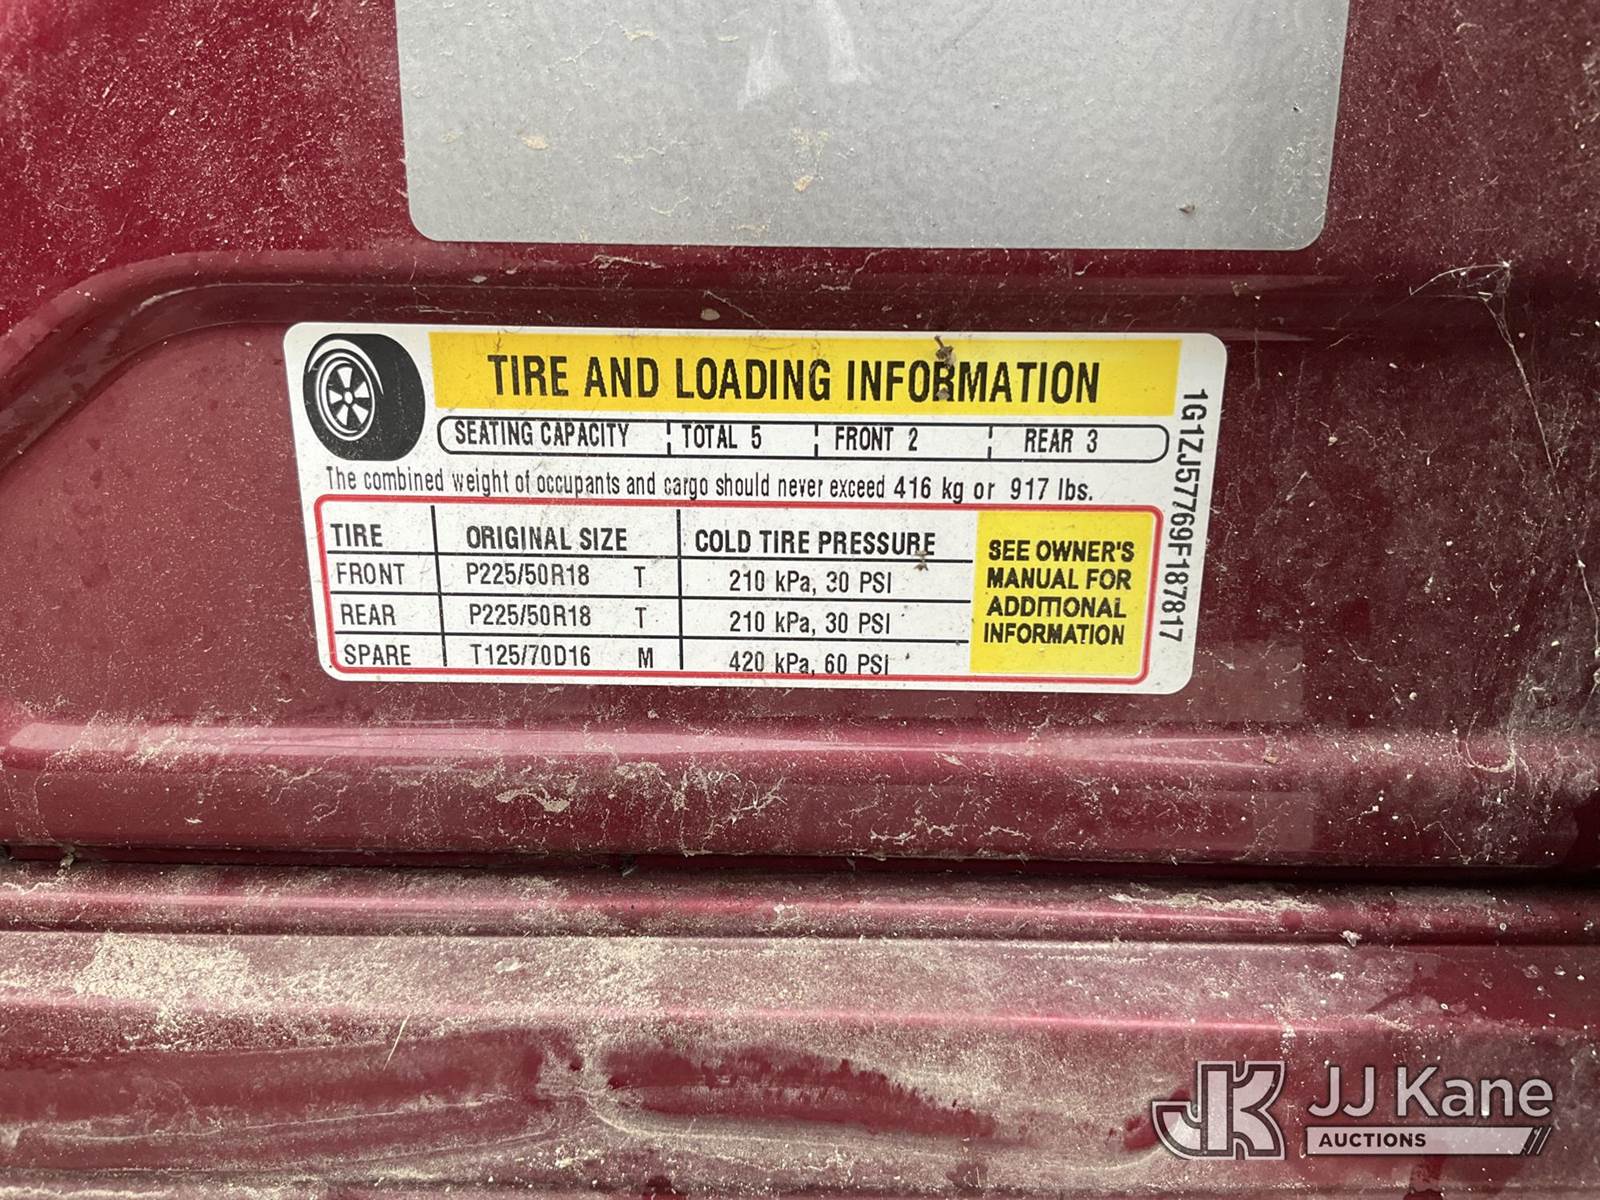 TIRE AND LOADING INFORMATION
SEATING CAPACITY TOTAL 5 FRONT 2 REAR 3
The combined weight of occupants and cargo should never exceed 416 kg or 917 lbs.
TIRE ORIGINAL SIZE COLD TIRE PRESSURE
FRONT P225/50R18 T 210 kPa, 30 PSI
REAR P225/50R18 T 210 kPa, 30 PSI
SPARE T125/70D16 M 420 kPa, 60 PSI
SEE OWNER'S
MANUAL FOR
ADDITIONAL
INFORMATION
1G1ZJ57769F187817
JK
JJ Kane
AUCTIONS